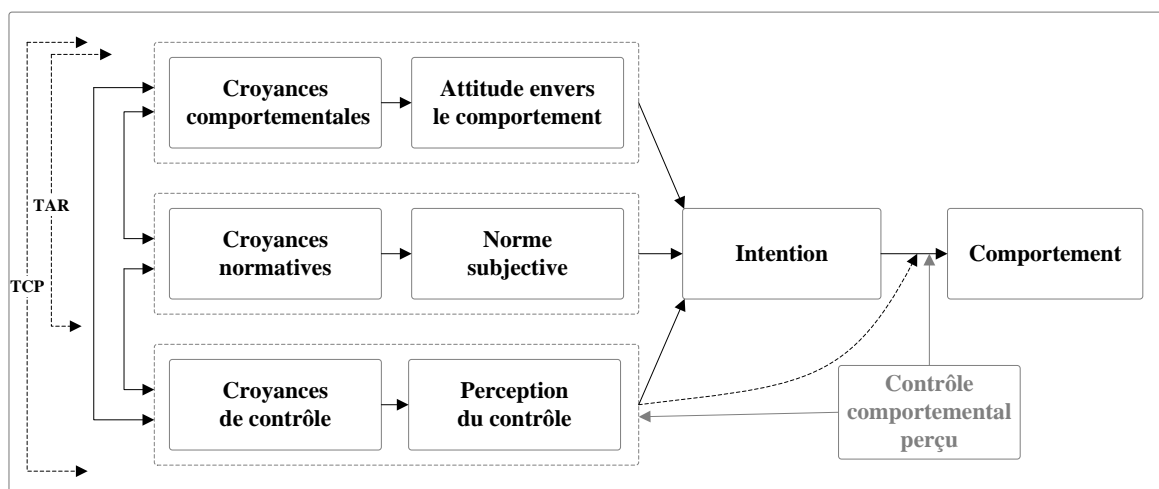 Croyances
comportementales
Attitude envers
le comportement
TAR
TCP
Croyances
normatives
Norme
subjective
Intention
Comportement
Croyances
de contrôle
Perception
du contrôle
Contrôle
comportemental
perçu